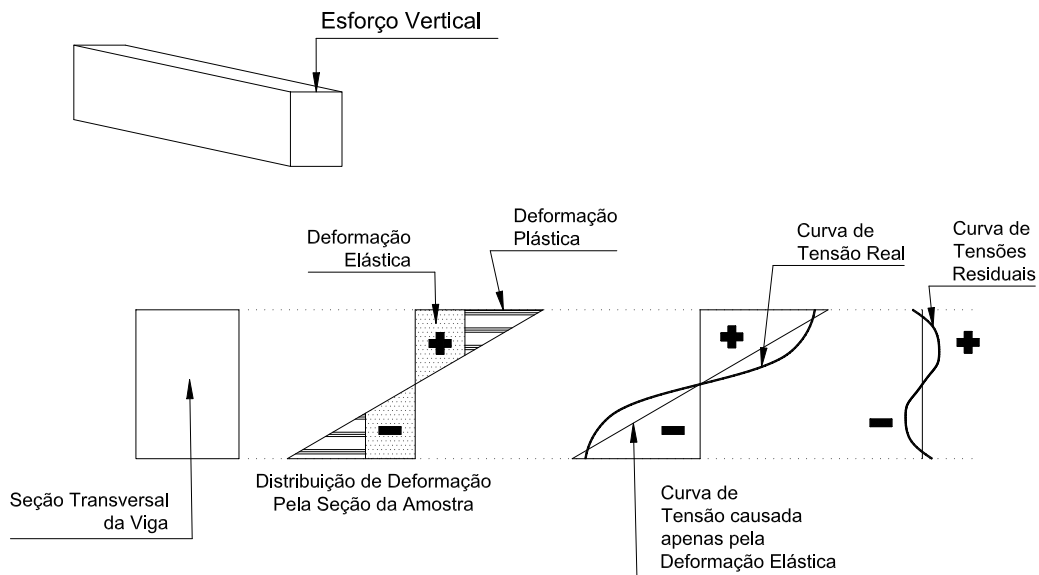 Esforço Vertical
Deformação
Elástica
Deformação
Plástica
Curva de
Tensão Real
Curva de
Tensões
Residuais
+
+
+
-
-
-
Seção Transversal
da Viga
Distribuição de Deformação
Pela Seção da Amostra
Curva de
Tensão causada
apenas pela
Deformação Elástica